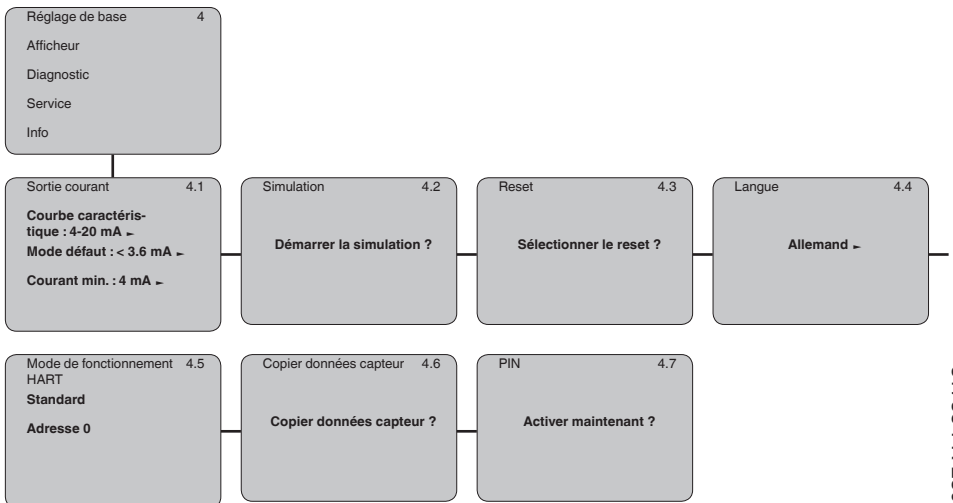 Réglage de base 4
Afficheur
Diagnostic
Service
Info
Sortie courant 4.1
Courbe caractéris-
tique : 4-20 mA ►
Mode défaut : < 3.6 mA ►
Courant min. : 4 mA ►
Simulation 4.2
Démarrer la simulation ?
Reset 4.3
Sélectionner le reset ?
Langue 4.4
Allemand ►
Mode de fonctionnement 4.5
HART
Standard
Adresse 0
Copier données capteur 4.6
Copier données capteur ?
PIN 4.7
Activer maintenant ?